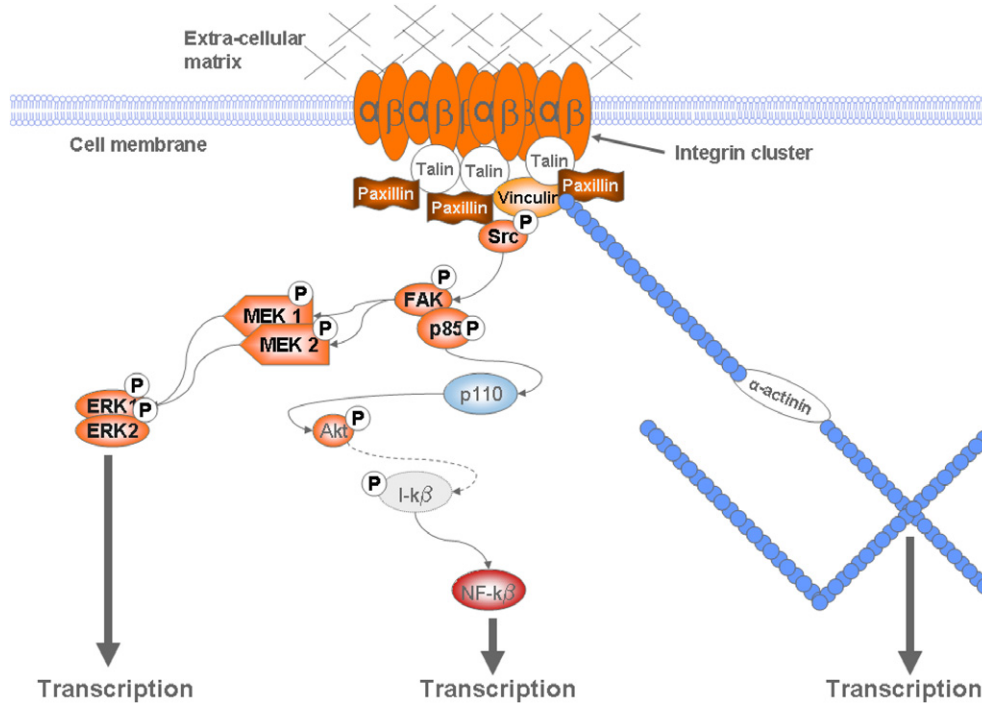 Extra-cellular
matrix
α β α β β α β β α β
Cell membrane
Integrin cluster
Talin
Talin
Talin
Paxillin
Paxillin
Vinculin
Paxillin
P
Src
P
FAK
P
p85
P
MEK 1
P
MEK 2
P
ERK1
P
ERK2
p110
α-actinin
P
Akt
P
I-kβ
NF-kβ
Transcription
Transcription
Transcription